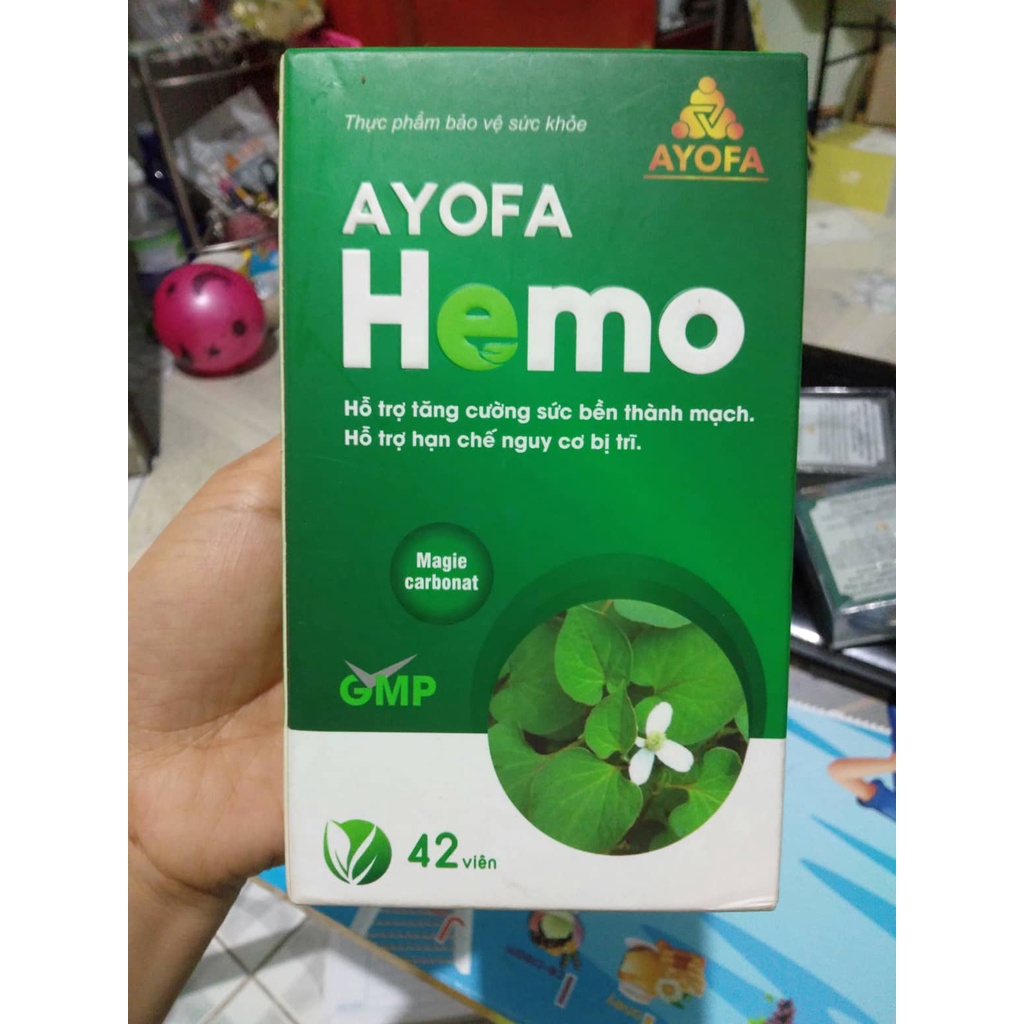 Thực phẩm bảo vệ sức khỏe
AYOFA
AYOFA
Hemo
Hỗ trợ tăng cường sức bền thành mạch.
Hỗ trợ hạn chế nguy cơ bị trĩ.
Magie
carbonat
GMP
42 viên